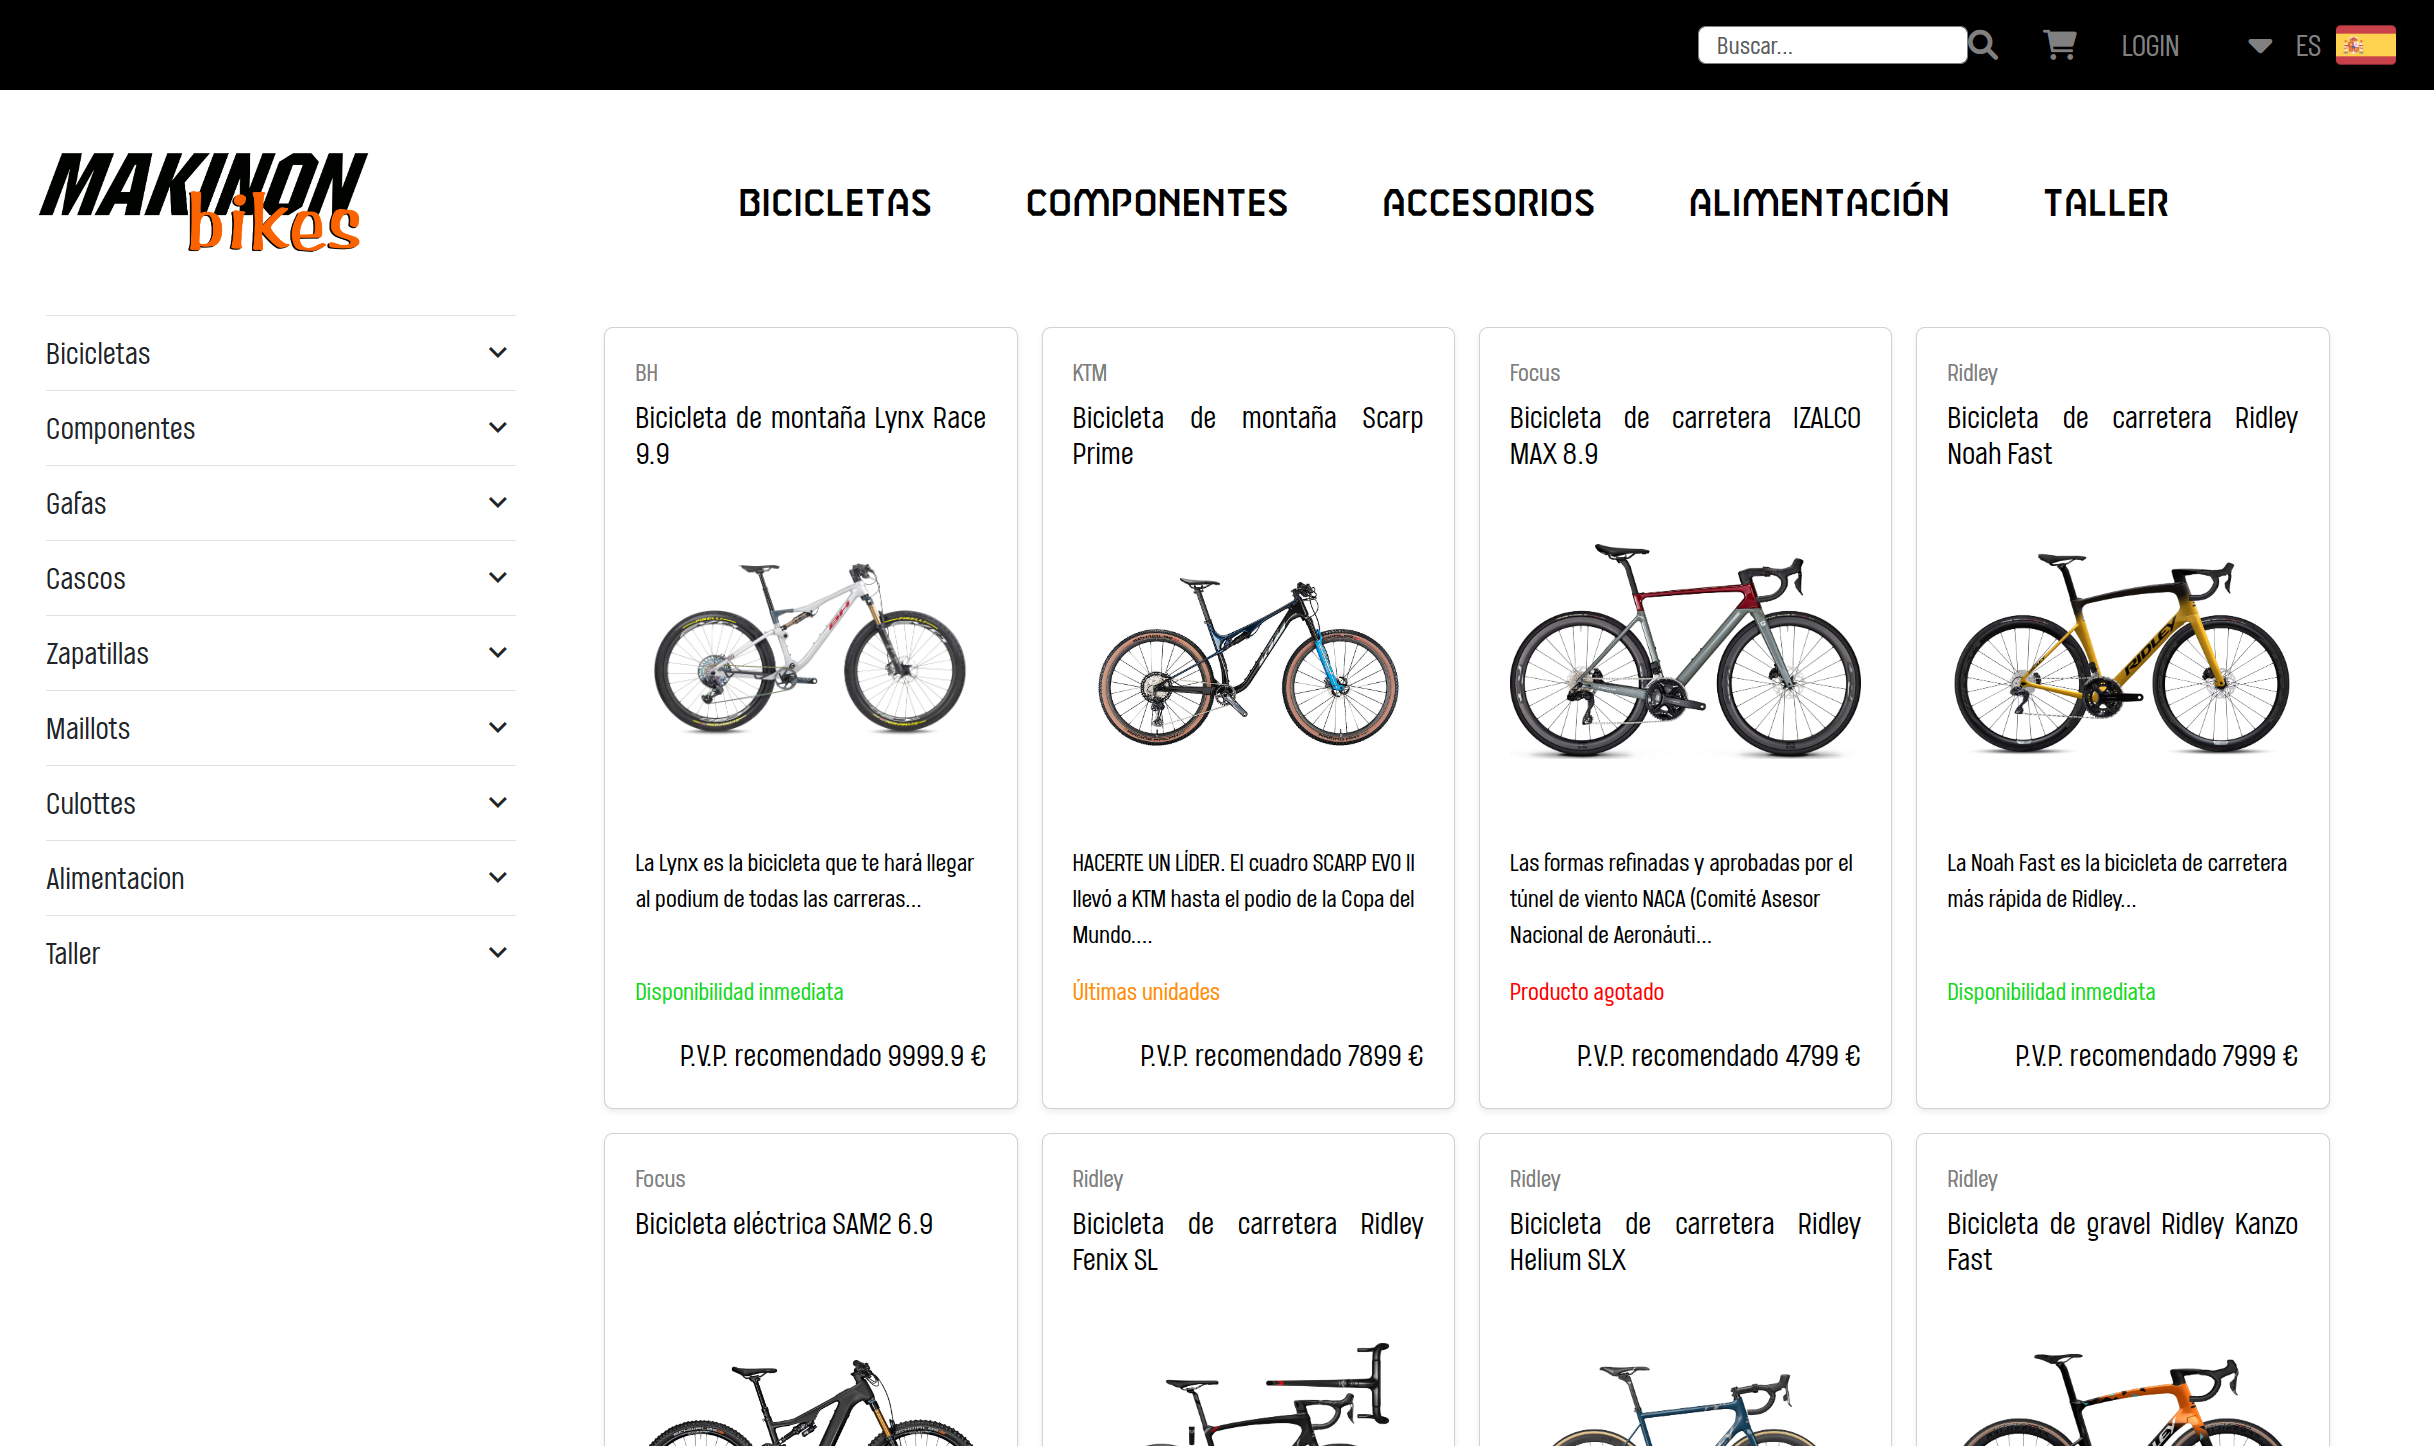 Buscar...
LOGIN
ES
MAKINON
bikes
BICICLETAS
COMPONENTES
ACCESORIOS
ALIMENTACIÓN
TALLER
Bicicletas
Componentes
Gafas
Cascos
Zapatillas
Maillots
Culottes
Alimentacion
Taller
BH
Bicicleta de montaña Lynx Race
9.9
La Lynx es la bicicleta que te hará llegar
al podium de todas las carreras...
Disponibilidad inmediata
P.V.P. recomendado 9999.9 €
KTM
Bicicleta de montaña Scarp
Prime
HACERTE UN LÍDER. El cuadro SCARP EVO II
llevó a KTM hasta el podio de la Copa del
Mundo....
Últimas unidades
P.V.P. recomendado 7899 €
Focus
Bicicleta de carretera IZALCO
MAX 8.9
Las formas refinadas y aprobadas por el
túnel de viento NACA (Comité Asesor
Nacional de Aeronáuti...
Producto agotado
P.V.P. recomendado 4799 €
Ridley
Bicicleta de carretera Ridley
Noah Fast
RIDLEY
La Noah Fast es la bicicleta de carretera
más rápida de Ridley...
Disponibilidad inmediata
P.V.P. recomendado 7999 €
Focus
Bicicleta eléctrica SAM2 6.9
Ridley
Bicicleta de carretera Ridley
Fenix SL
Ridley
Bicicleta de carretera Ridley
Helium SLX
Ridley
Bicicleta de gravel Ridley Kanzo
Fast